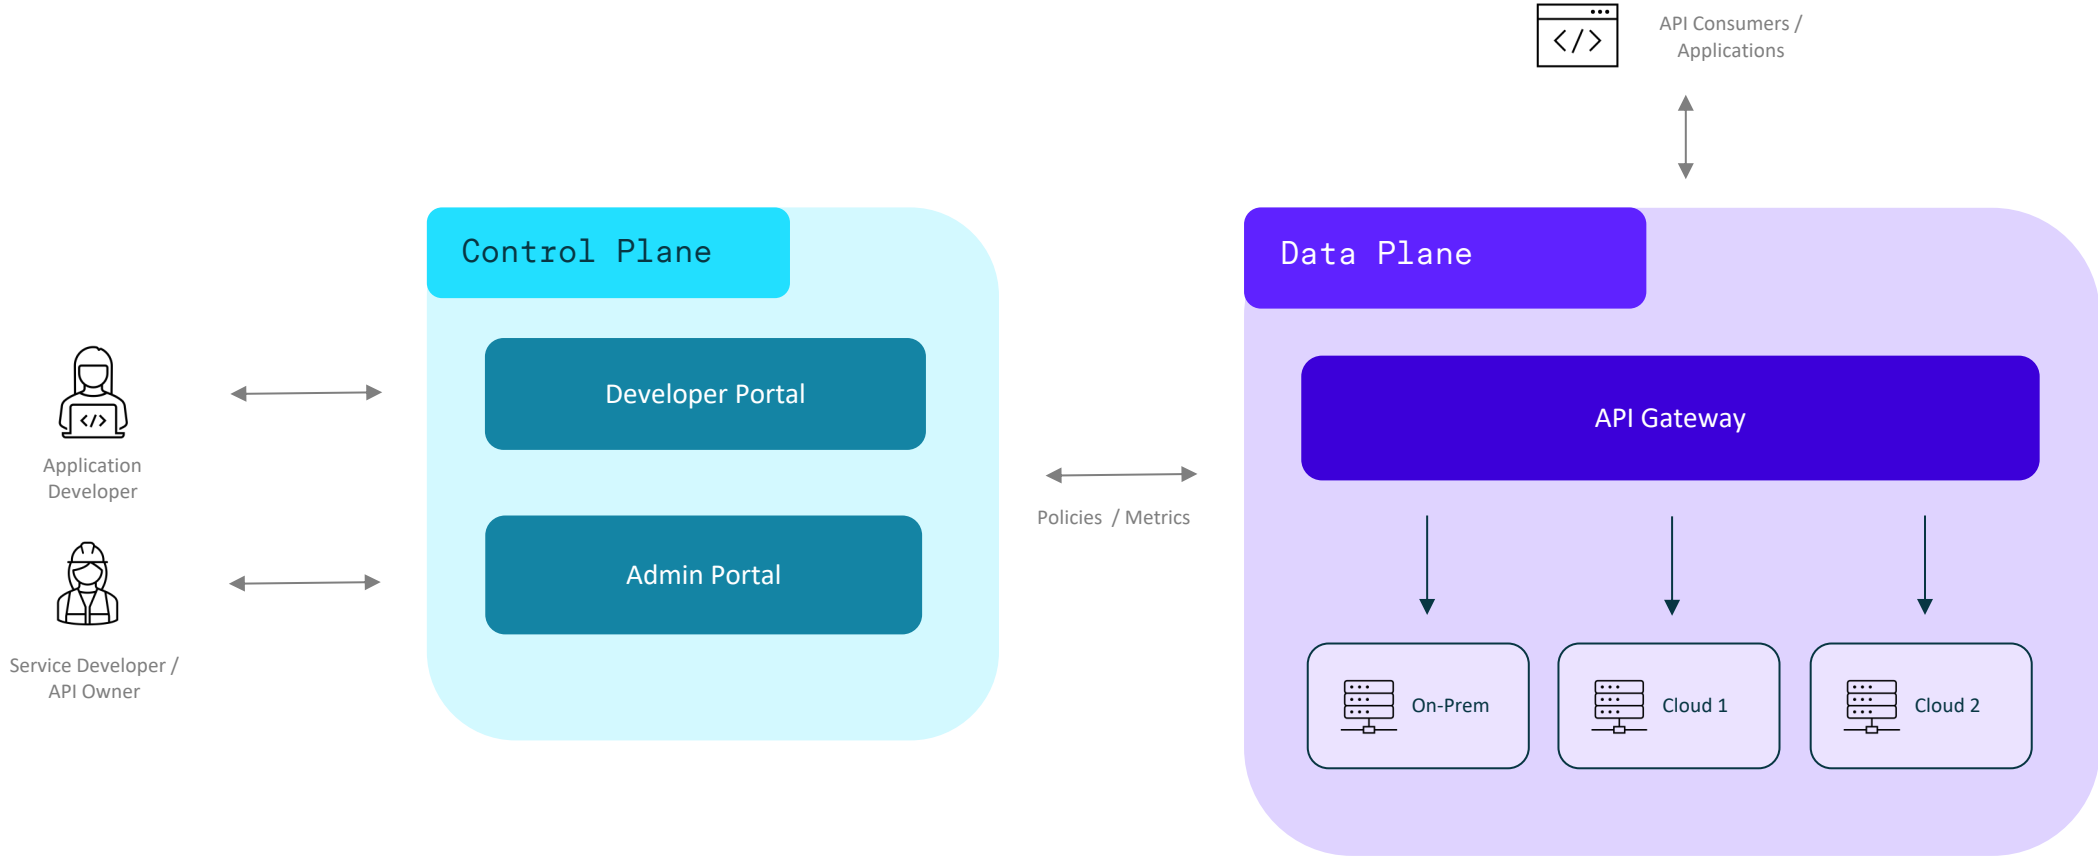 API Consumers /
Applications
Control Plane
Data Plane
Developer Portal
API Gateway
Application
Developer
Policies / Metrics
Admin Portal
Service Developer /
API Owner
On-Prem
Cloud 1
Cloud 2